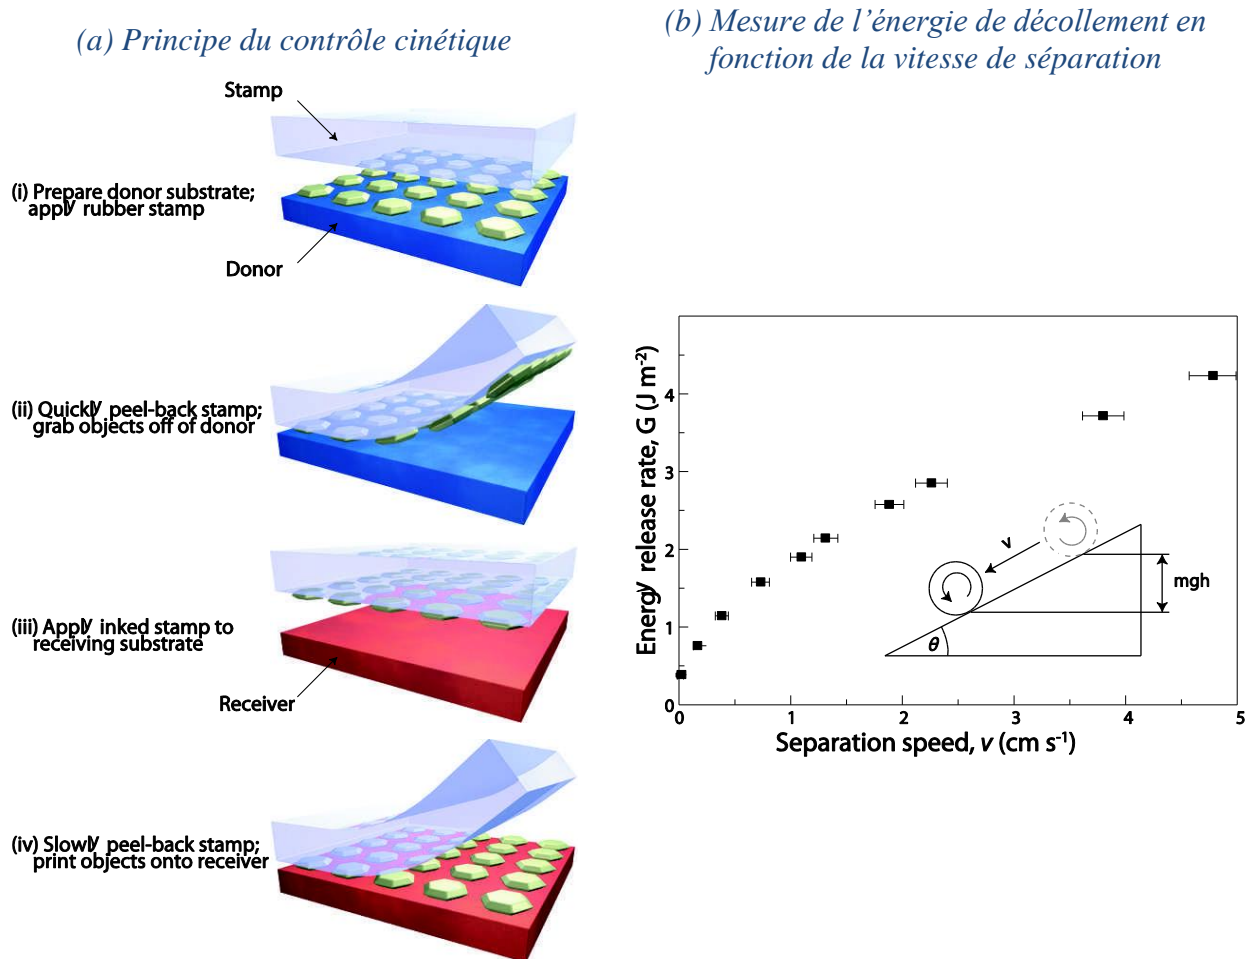 (a) Principe du contrôle cinétique
Stamp
(i) Prepare donor substrate;
apply rubber stamp
Donor
(ii) Quickly peel-back stamp;
grab objects off of donor
(iii) Apply inked stamp to
receiving substrate
Receiver
(iv) Slowly peel-back stamp;
print objects onto receiver
(b) Mesure de l'énergie de décollement en
fonction de la vitesse de séparation
Energy release rate, G (J m⁻²)
4
3
2
1
0
0 1 2 3 4 5
Separation speed, v (cm s⁻¹)
v
mgh
θ